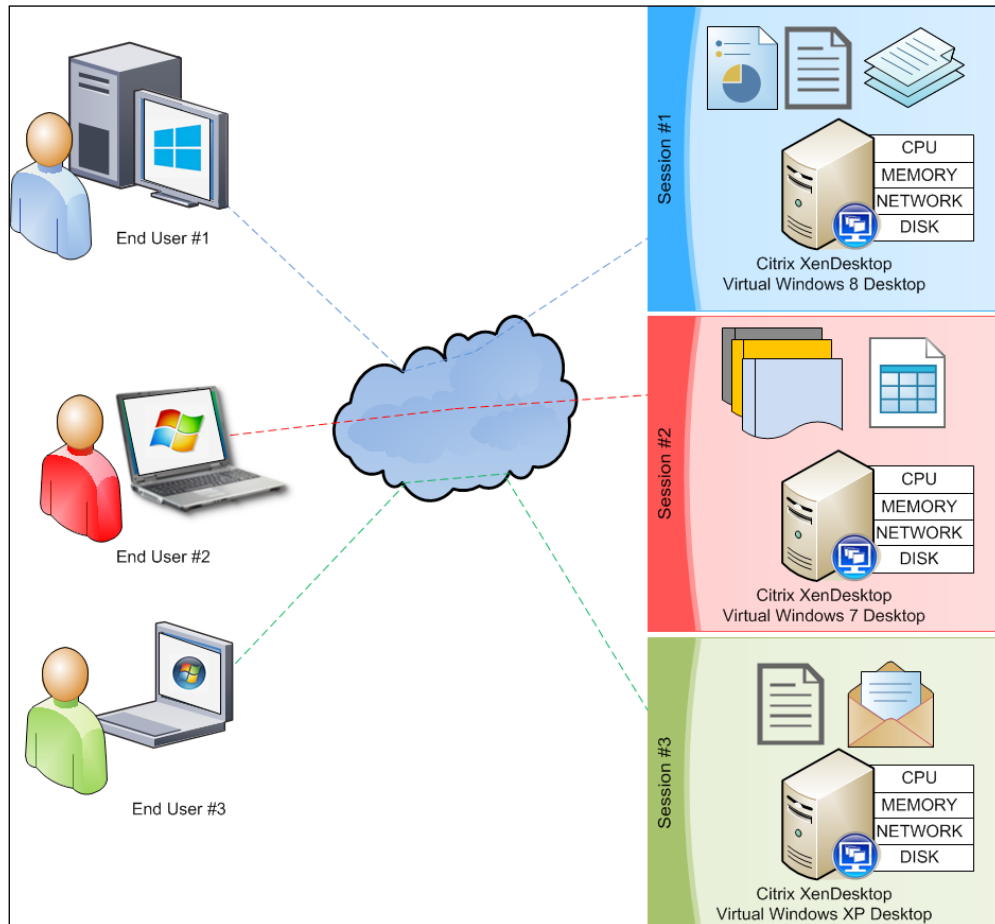 End User #1
End User #2
End User #3
Session #1
CPU
MEMORY
NETWORK
DISK
Citrix XenDesktop
Virtual Windows 8 Desktop
Session #2
CPU
MEMORY
NETWORK
DISK
Citrix XenDesktop
Virtual Windows 7 Desktop
Session #3
CPU
MEMORY
NETWORK
DISK
Citrix XenDesktop
Virtual Windows XP Desktop